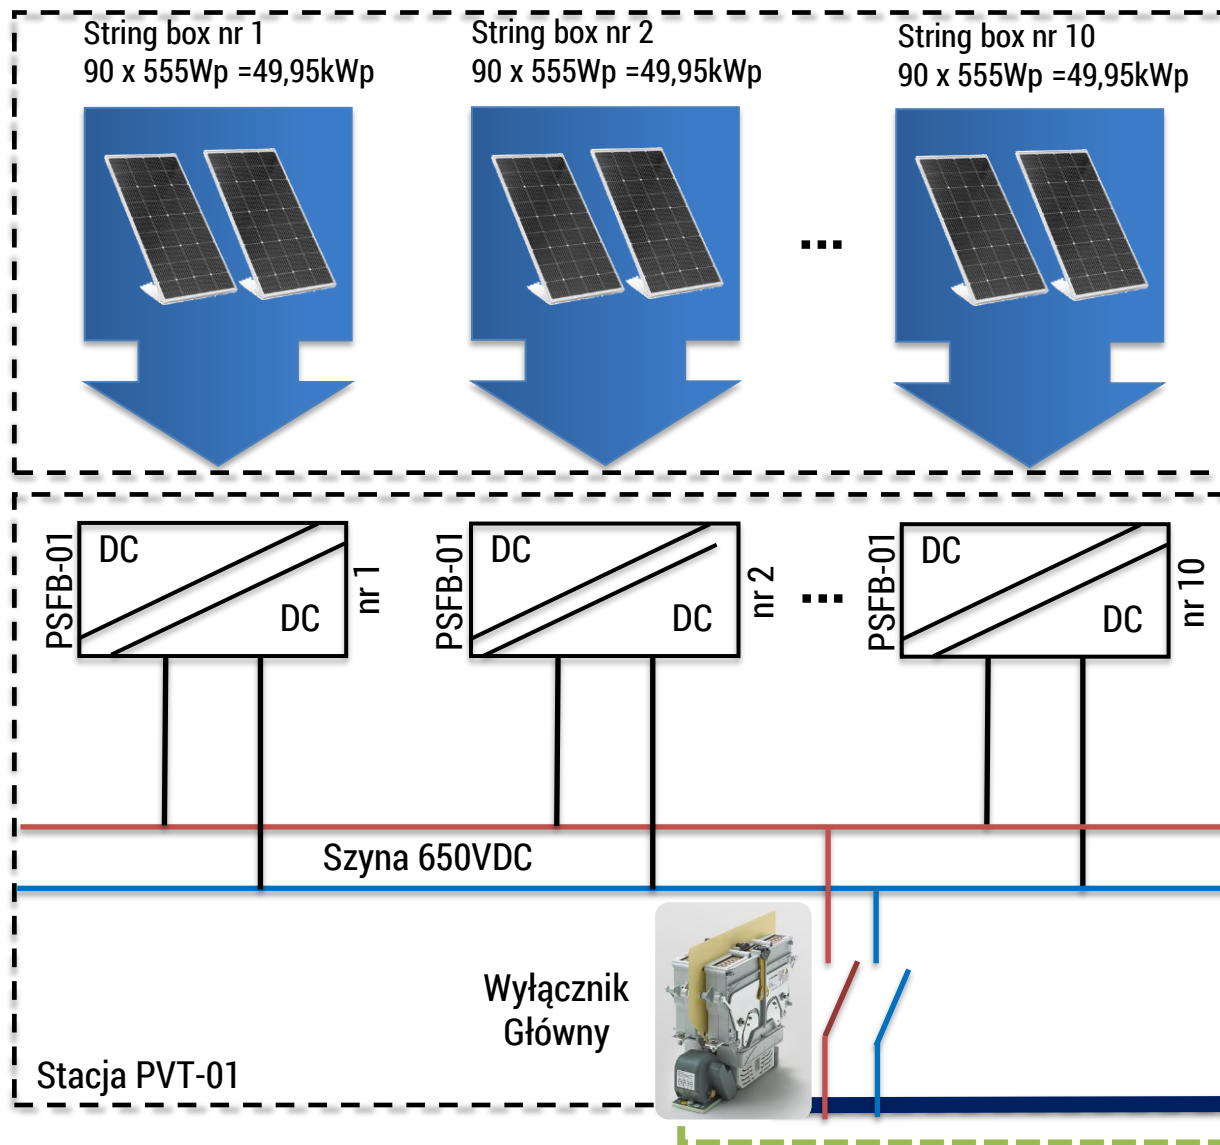 String box nr 1
90 x 555Wp =49,95kWp
String box nr 2
90 x 555Wp =49,95kWp
String box nr 10
90 x 555Wp =49,95kWp
...
PSFB-01
DC
DC
nr 1
PSFB-01
DC
DC
nr 2
...
PSFB-01
DC
DC
nr 10
Szyna 650VDC
Wyłącznik
Główny
Stacja PVT-01